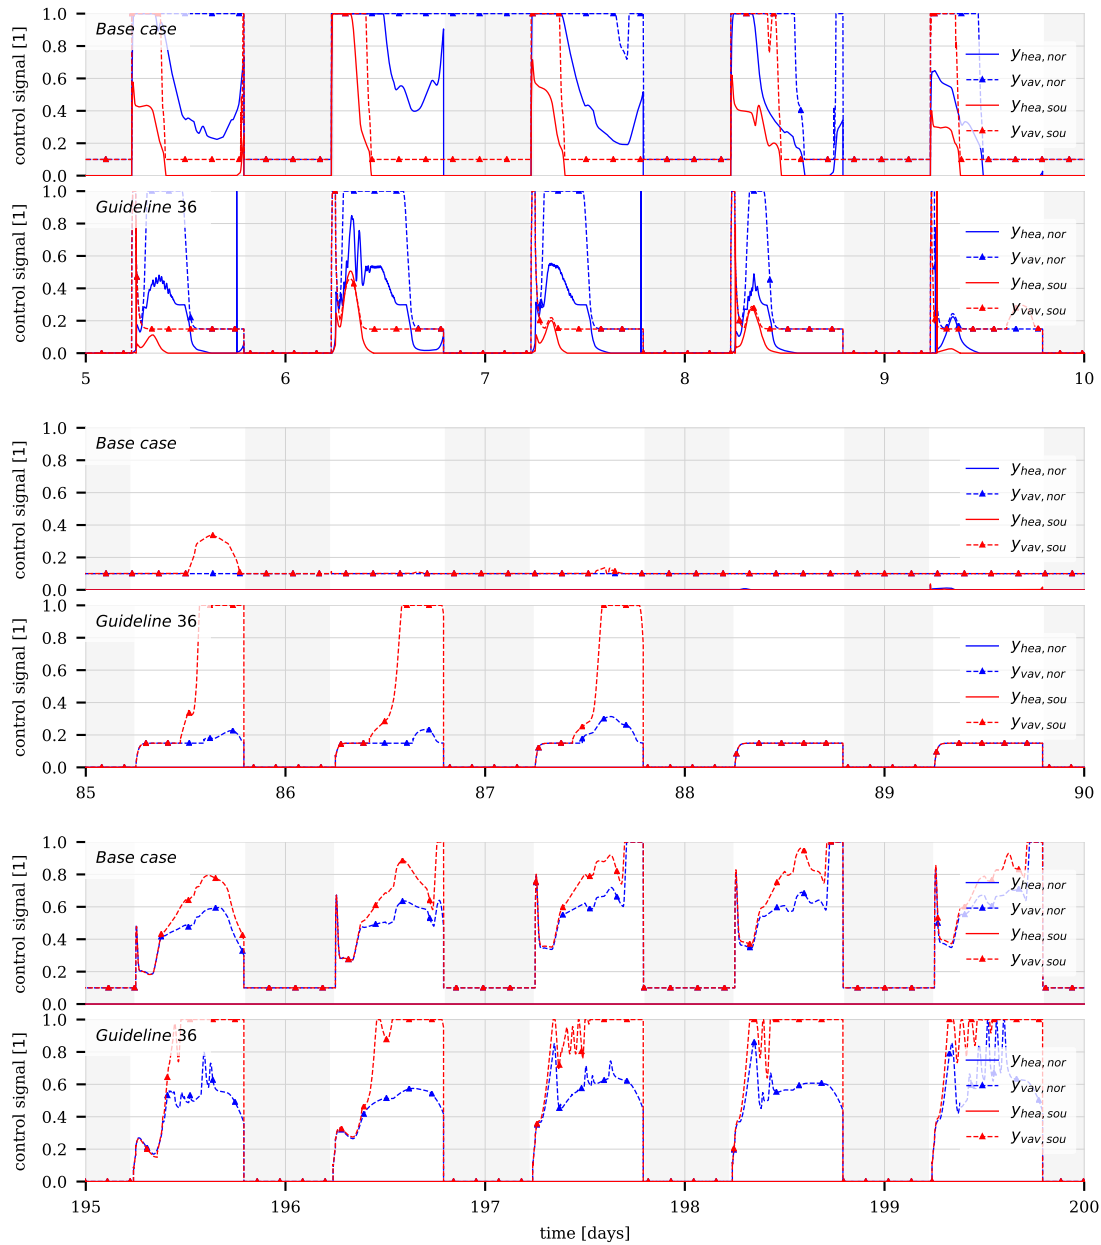 control signal [1]
1.0
0.8
0.6
0.4
0.2
0.0
Base case
y_hea,nor
y_vav,nor
y_hea,sou
y_vav,sou
control signal [1]
1.0
0.8
0.6
0.4
0.2
0.0
Guideline 36
y_hea,nor
y_vav,nor
y_hea,sou
y_vav,sou
5 6 7 8 9 10
control signal [1]
1.0
0.8
0.6
0.4
0.2
0.0
Base case
y_hea,nor
y_vav,nor
y_hea,sou
y_vav,sou
control signal [1]
1.0
0.8
0.6
0.4
0.2
0.0
Guideline 36
y_hea,nor
y_vav,nor
y_hea,sou
y_vav,sou
85 86 87 88 89 90
control signal [1]
1.0
0.8
0.6
0.4
0.2
0.0
Base case
y_hea,nor
y_vav,nor
y_hea,sou
y_vav,sou
control signal [1]
1.0
0.8
0.6
0.4
0.2
0.0
Guideline 36
y_hea,nor
y_vav,nor
y_hea,sou
y_vav,sou
195 196 197 198 199 200
time [days]